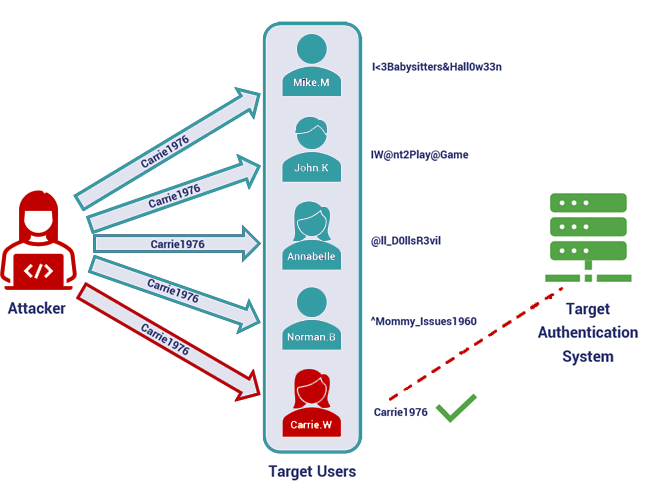 I<3Babysitters&Hall0w33n
Mike.M
Carrie1976
IW@nt2Play@Game
John.K
Carrie1976
@ll_D0llsR3vil
Carrie1976
Annabelle
</>
Attacker
Carrie1976
^Mommy_Issues1960
Norman.B
Carrie1976
Target
Authentication
System
Carrie1976
Carrie.W
Target Users